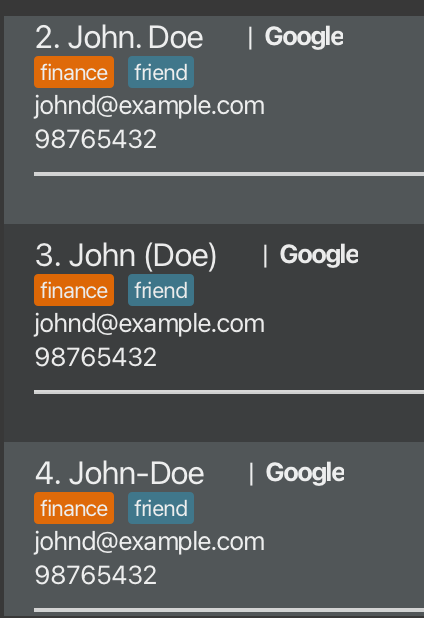 2. John. Doe | Google
finance friend
johnd@example.com
98765432
3. John (Doe) | Google
finance friend
johnd@example.com
98765432
4. John-Doe | Google
finance friend
johnd@example.com
98765432